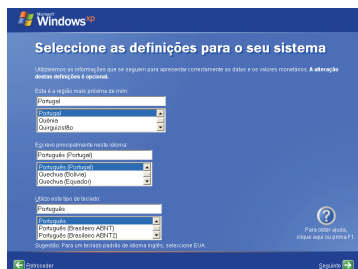 Microsoft
Windows xp
Seleccione as definições para o seu sistema
Utilizaremos as informações que se seguem para apresentar correctamente as datas e os valores monetários. A alteração
destas definições é opcional.
Esta é a região mais próxima de mim:
Portugal
Portugal
Quénia
Quirguizistão
Escrevo principalmente neste idioma:
Português (Portugal)
Português (Portugal)
Quechua (Bolívia)
Quechua (Equador)
Utilizo este tipo de teclado:
Português
Português
Português (Brasileiro ABNT)
Português (Brasileiro ABNT2)
Sugestão: Para um teclado padrão de idioma inglês, seleccione EUA.
Para obter ajuda,
clique aqui ou prima F1
Retroceder
Seguinte